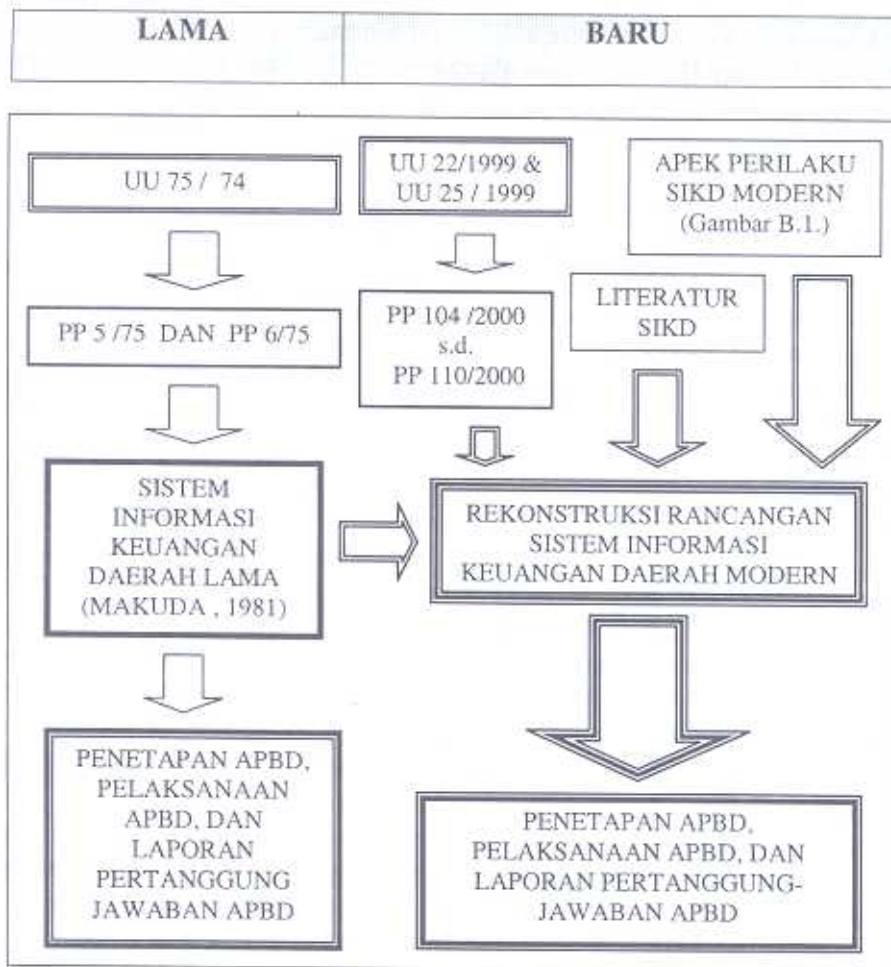 LAMA
BARU
UU 75 / 74
PP 5 /75 DAN PP 6/75
SISTEM
INFORMASI
KEUANGAN
DAERAH LAMA
(MAKUDA , 1981)
PENETAPAN APBD,
PELAKSANAAN
APBD, DAN
LAPORAN
PERTANGGUNG
JAWABAN APBD
UU 22/1999 &
UU 25 / 1999
PP 104 /2000
s.d.
PP 110/2000
LITERATUR
SIKD
APEK PERILAKU
SIKD MODERN
(Gambar B.1.)
REKONSTRUKSI RANCANGAN
SISTEM INFORMASI
KEUANGAN DAERAH MODERN
PENETAPAN APBD,
PELAKSANAAN APBD, DAN
LAPORAN PERTANGGUNG-
JAWABAN APBD